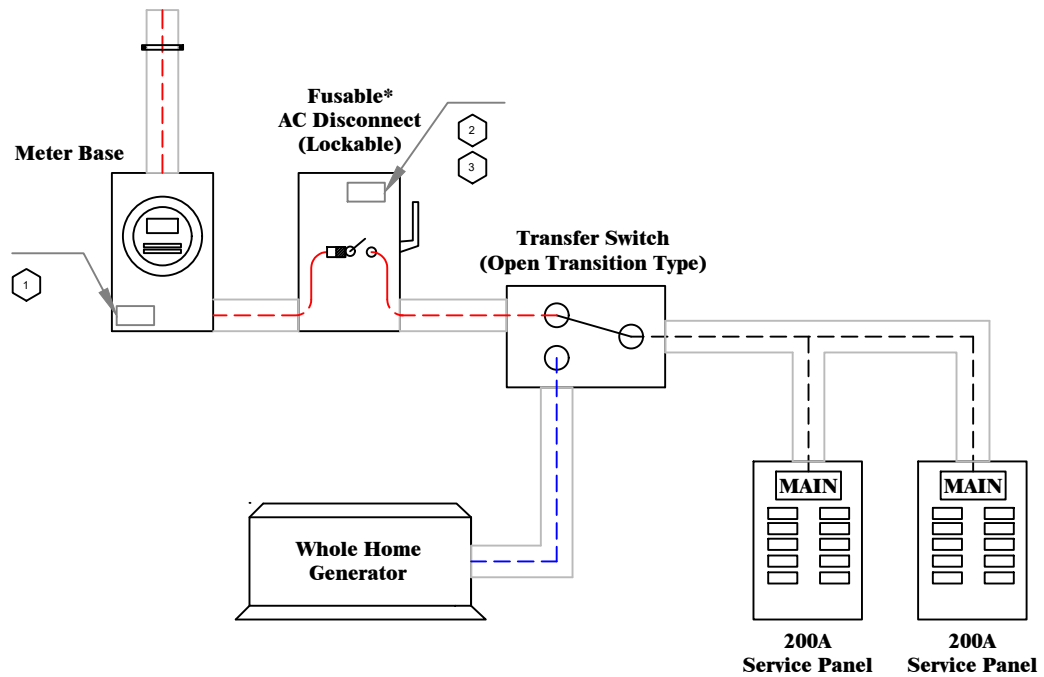 Fusable*
AC Disconnect
(Lockable)
2
3
Meter Base
1
Transfer Switch
(Open Transition Type)
MAIN
MAIN
Whole Home
Generator
200A
Service Panel
200A
Service Panel